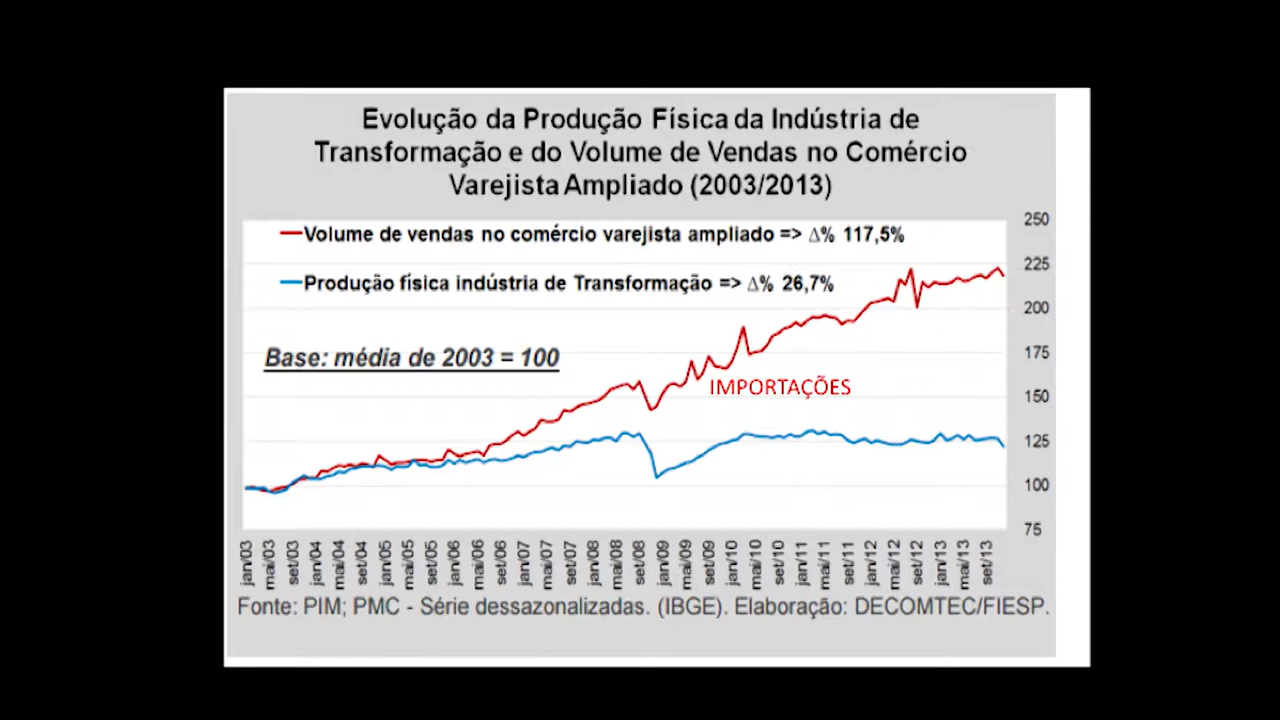 Evolução da Produção Física da Indústria de
Transformação e do Volume de Vendas no Comércio
Varejista Ampliado (2003/2013)
Volume de vendas no comércio varejista ampliado => Δ% 117,5%
Produção física indústria de Transformação => Δ% 26,7%
Base: média de 2003 = 100
IMPORTAÇÕES
250
225
200
175
150
125
100
75
jan/03
mai/03
set/03
jan/04
mai/04
set/04
jan/05
mai/05
set/05
jan/06
mai/06
set/06
jan/07
mai/07
set/07
jan/08
mai/08
set/08
jan/09
mai/09
set/09
jan/10
mai/10
set/10
jan/11
mai/11
set/11
jan/12
mai/12
set/12
jan/13
mai/13
set/13
Fonte: PIM; PMC - Série dessazonalizadas. (IBGE). Elaboração: DECOMTEC/FIESP.